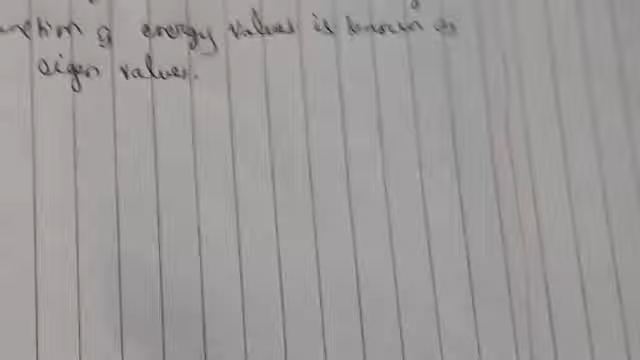 of energy values is known as
eigen values.